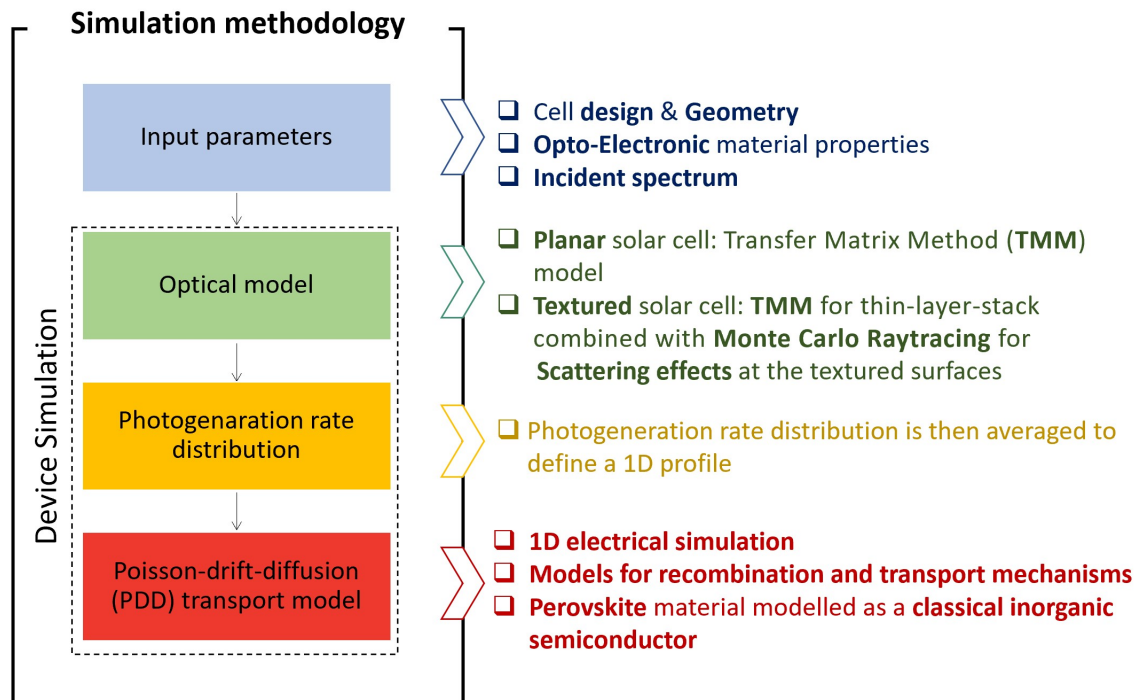 Simulation methodology
Input parameters
❑ Cell design & Geometry
❑ Opto-Electronic material properties
❑ Incident spectrum
Device Simulation
Optical model
❑ Planar solar cell: Transfer Matrix Method (TMM)
model
❑ Textured solar cell: TMM for thin-layer-stack
combined with Monte Carlo Raytracing for
Scattering effects at the textured surfaces
Photogenaration rate
distribution
❑ Photogeneration rate distribution is then averaged to
define a 1D profile
Poisson-drift-diffusion
(PDD) transport model
❑ 1D electrical simulation
❑ Models for recombination and transport mechanisms
❑ Perovskite material modelled as a classical inorganic
semiconductor